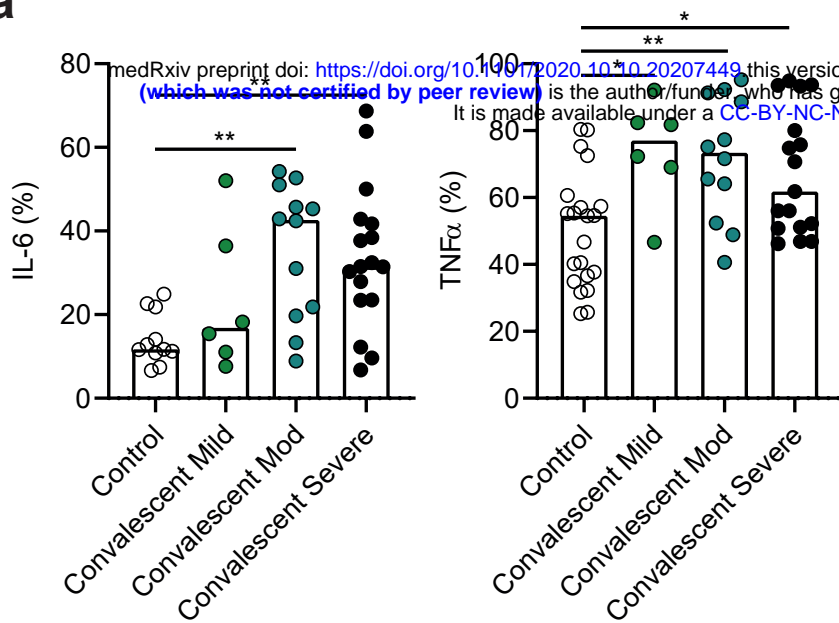 a
medRxiv preprint doi: https://doi.org/10.1101/2020.10.10.20207449 this versio
(which was not certified by peer review) is the author/funder, who has g
It is made available under a CC-BY-NC-N
IL-6 (%)
80
60
40
20
0
**
**
Control
Convalescent Mild
Convalescent Mod
Convalescent Severe
TNFα (%)
100
80
60
40
20
0
*
**
*
Control
Convalescent Mild
Convalescent Mod
Convalescent Severe